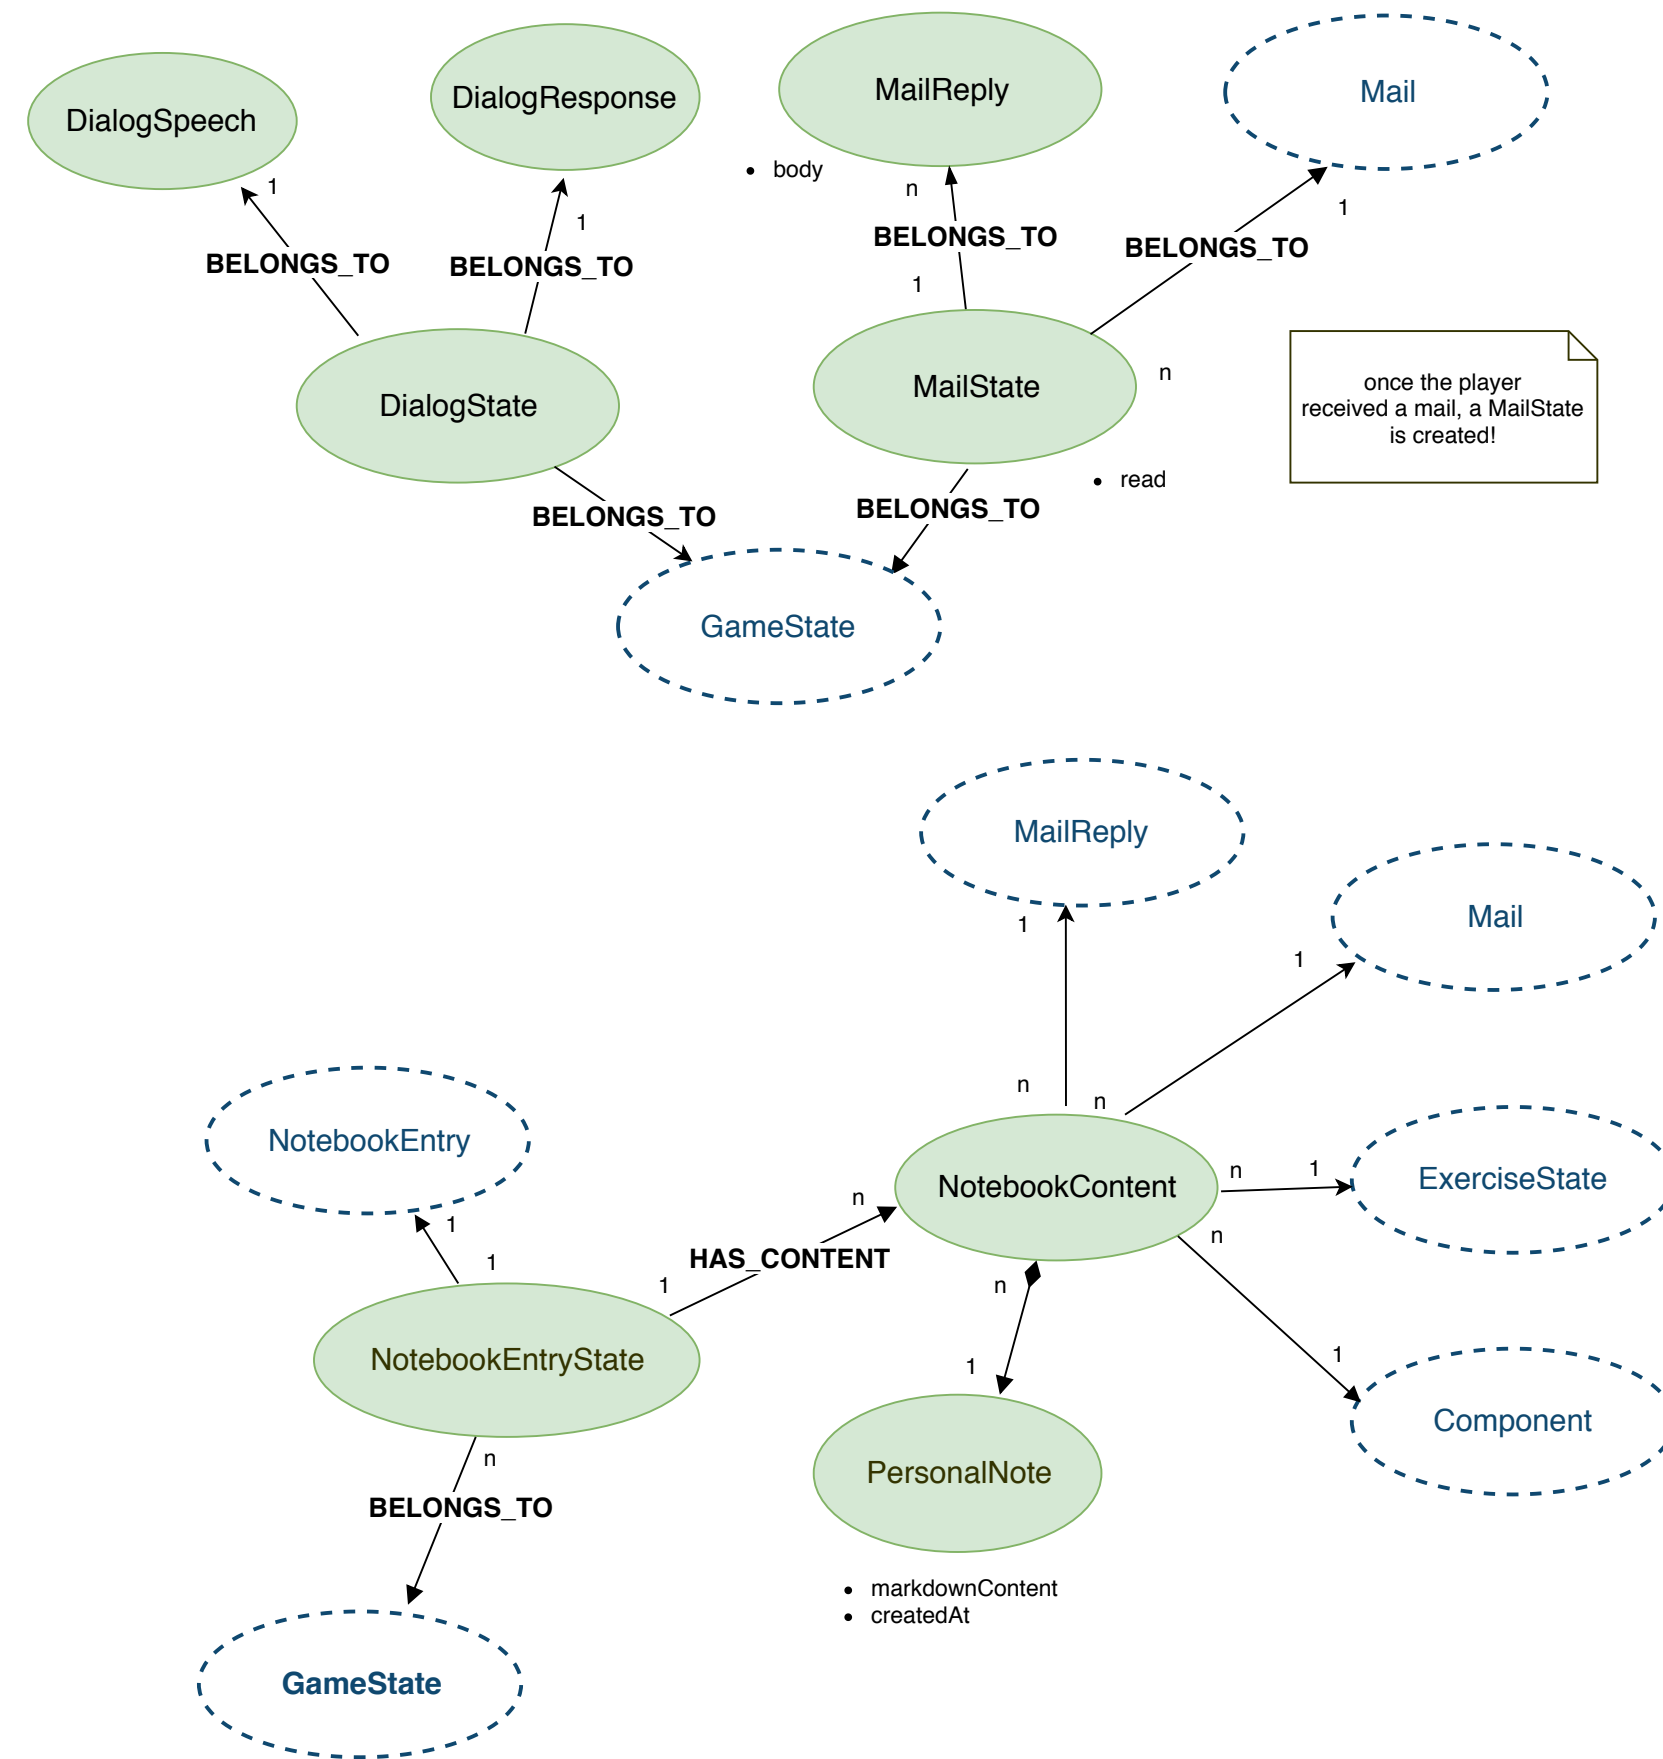 DialogSpeech
DialogResponse
MailReply
Mail
• body
1
1
n
1
BELONGS_TO
BELONGS_TO
BELONGS_TO
BELONGS_TO
1
DialogState
MailState
n
once the player
received a mail, a MailState
is created!
• read
BELONGS_TO
BELONGS_TO
GameState
MailReply
Mail
1
1
n
n
NotebookEntry
NotebookContent
n
1
ExerciseState
n
1
1
n
HAS_CONTENT
1
n
1
NotebookEntryState
1
Component
PersonalNote
n
BELONGS_TO
• markdownContent
• createdAt
GameState